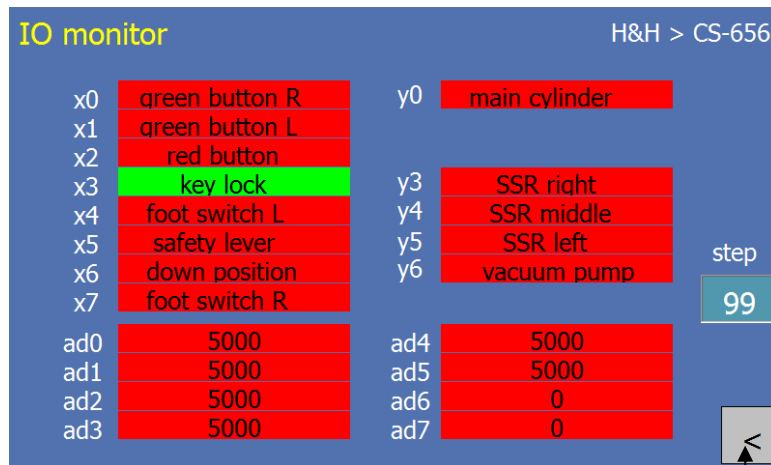 IO monitor H&H > CS-656
x0 green button R y0 main cylinder
x1 green button L
x2 red button
x3 key lock y3 SSR right
x4 foot switch L y4 SSR middle
x5 safety lever y5 SSR left
step
x6 down position y6 vacuum pump
x7 foot switch R 99
ad0 5000 ad4 5000
ad1 5000 ad5 5000
ad2 5000 ad6 0
ad3 5000 ad7 0
<